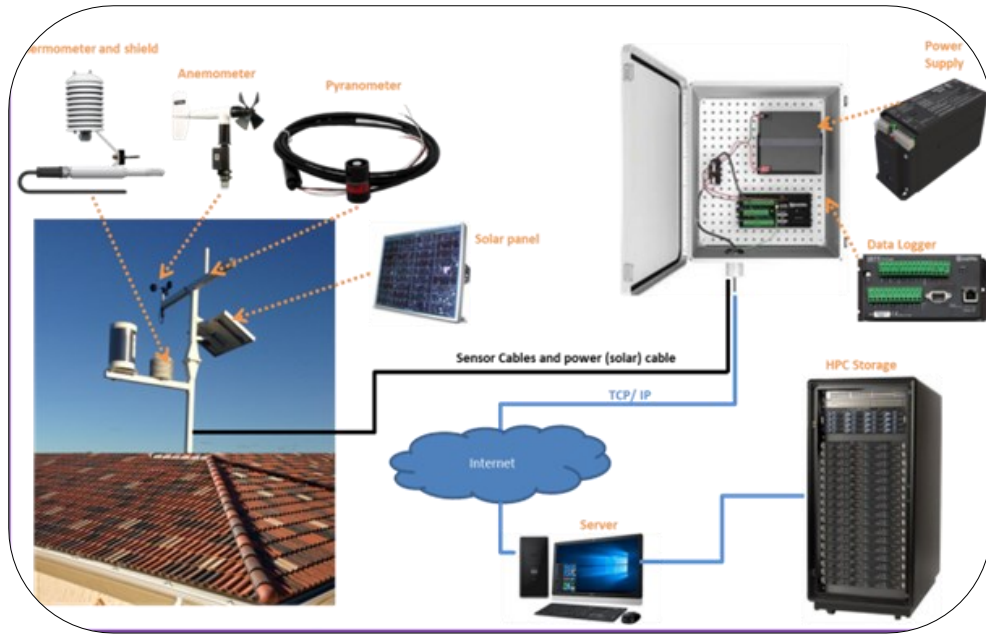 ermometer and shield
Anemometer
Pyranometer
Power
Supply
Solar panel
Data Logger
Sensor Cables and power (solar) cable
HPC Storage
TCP/ IP
Internet
Server